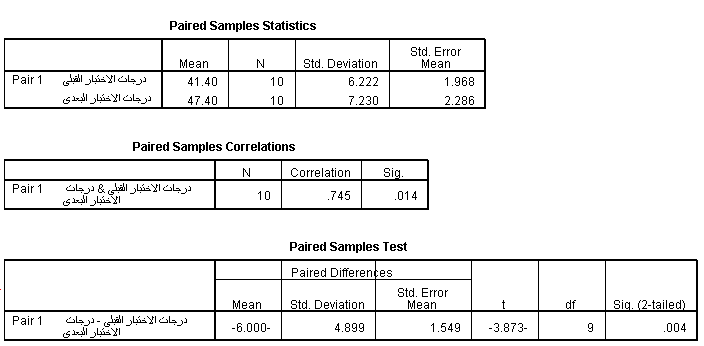 Paired Samples Statistics
Mean N Std. Deviation Std. Error Mean
Pair 1 درجات الاختبار القبلى 41.40 10 6.222 1.968
درجات الاختبار البعدى 47.40 10 7.230 2.286
Paired Samples Correlations
N Correlation Sig.
Pair 1 درجات الاختبار القبلى & درجات
الاختبار البعدى 10 .745 .014
Paired Samples Test
Paired Differences
Mean Std. Deviation Std. Error Mean t df Sig. (2-tailed)
Pair 1 درجات الاختبار القبلى - درجات
الاختبار البعدى -6.000- 4.899 1.549 -3.873- 9 .004